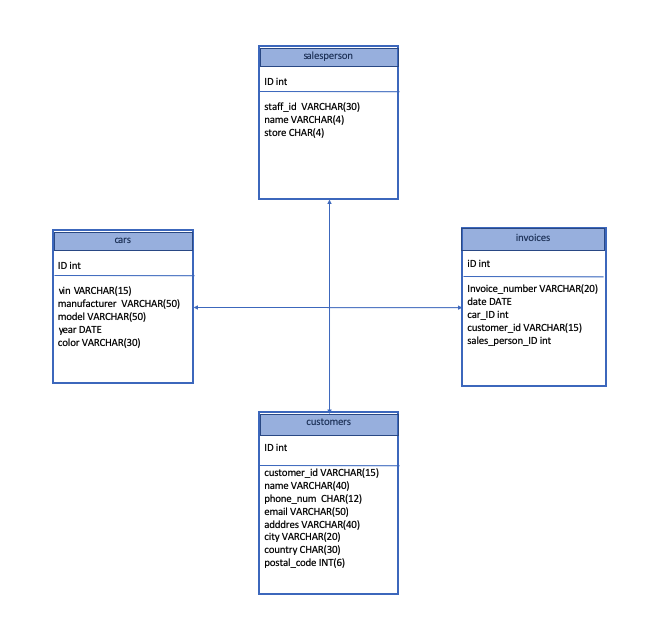 salesperson
ID int
staff_id VARCHAR(30)
name VARCHAR(4)
store CHAR(4)
cars
ID int
vin VARCHAR(15)
manufacturer VARCHAR(50)
model VARCHAR(50)
year DATE
color VARCHAR(30)
invoices
iD int
Invoice_number VARCHAR(20)
date DATE
car_ID int
customer_id VARCHAR(15)
sales_person_ID int
customers
ID int
customer_id VARCHAR(15)
name VARCHAR(40)
phone_num CHAR(12)
email VARCHAR(50)
adddres VARCHAR(40)
city VARCHAR(20)
country CHAR(30)
postal_code INT(6)